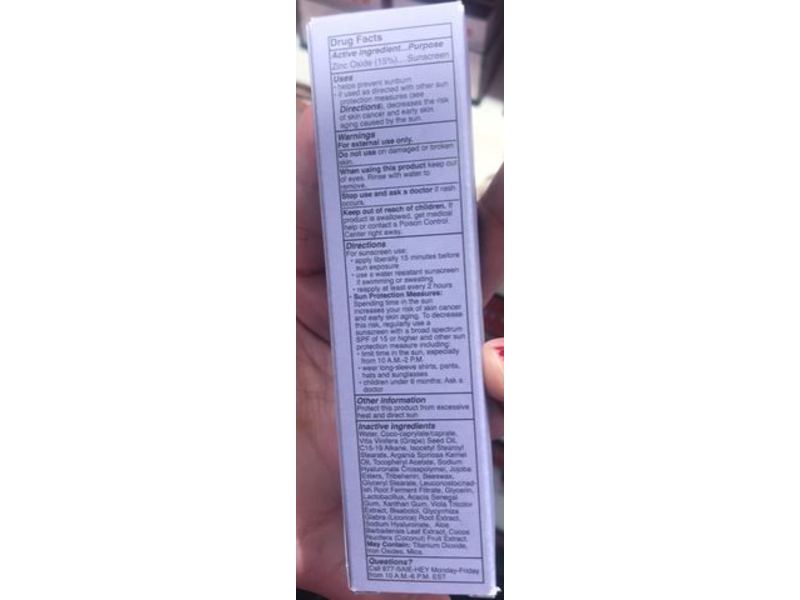 Drug Facts
Active Ingredient...Purpose
Zinc Oxide (15%)....Sunscreen
Uses
• helps prevent sunburn
• if used as directed with other sun
protection measures (see
Directions), decreases the risk
of skin cancer and early skin
aging caused by the sun.
Warnings
For external use only.
Do not use on damaged or broken
skin.
When using this product keep out
of eyes. Rinse with water to
remove.
Stop use and ask a doctor if rash
occurs.
Keep out of reach of children. If
product is swallowed, get medical
help or contact a Poison Control
Center right away.
Directions
For sunscreen use:
• apply liberally 15 minutes before
sun exposure
• use a water resistant sunscreen
if swimming or sweating
• reapply at least every 2 hours
• Sun Protection Measures:
Spending time in the sun
increases your risk of skin cancer
and early skin aging. To decrease
this risk, regularly use a
sunscreen with a broad spectrum
SPF of 15 or higher and other sun
protection measure including:
• limit time in the sun, especially
from 10 A.M.-2 P.M.
• wear long-sleeve shirts, pants,
hats and sunglasses
• children under 6 months: Ask a
doctor
Other information
Protect this product from excessive
heat and direct sun
Inactive ingredients
Water, Coco-caprylate/caprate,
Vitis Vinifera (Grape) Seed Oil,
C15-19 Alkane, Isocetyl Stearoyl
Stearate, Argania Spinosa Kernel
Oil, Tocopheryl Acetate, Sodium
Hyaluronate Crosspolymer, Jojoba
Esters, Tribehenin, Beeswax,
Glyceryl Stearate, Leuconostoc/rad-
ish Root Ferment Filtrate, Glycerin,
Lactobacillus, Acacia Senegal
Gum, Xanthan Gum, Viola Tricolor
Extract, Bisabolol, Glycyrrhiza
Glabra (Licorice) Root Extract,
Sodium Hyaluronate, Aloe
Barbadensis Leaf Extract, Cocos
Nucifera (Coconut) Fruit Extract.
May Contain: Titanium Dioxide,
Iron Oxides, Mica.
Questions?
Call 877-SAIE-HEY Monday-Friday
from 10 A.M.-6 P.M. EST